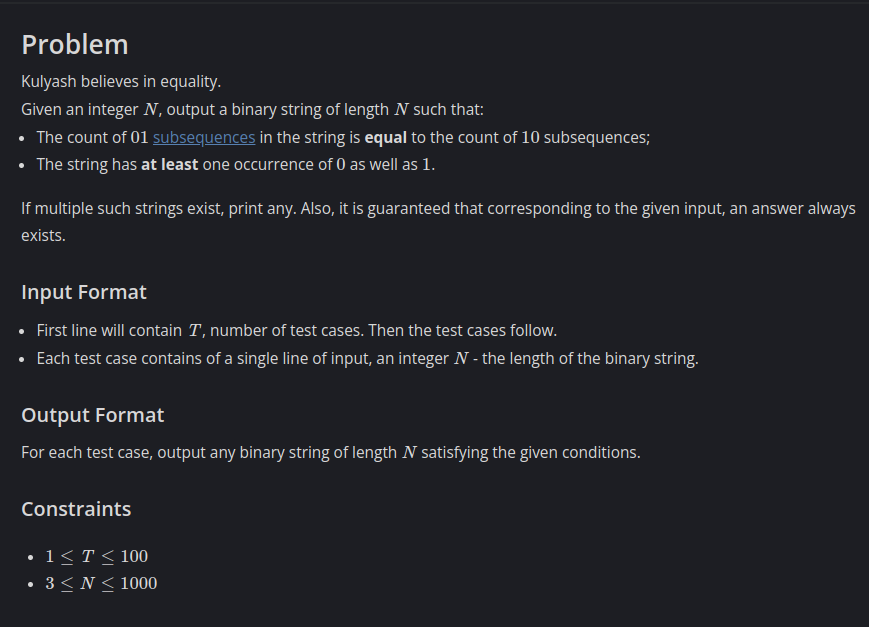 Problem
Kulyash believes in equality.
Given an integer N, output a binary string of length N such that:
• The count of 01 subsequences in the string is equal to the count of 10 subsequences;
• The string has at least one occurrence of 0 as well as 1.
If multiple such strings exist, print any. Also, it is guaranteed that corresponding to the given input, an answer always
exists.
Input Format
• First line will contain T, number of test cases. Then the test cases follow.
• Each test case contains of a single line of input, an integer N - the length of the binary string.
Output Format
For each test case, output any binary string of length N satisfying the given conditions.
Constraints
• 1 ≤ T ≤ 100
• 3 ≤ N ≤ 1000